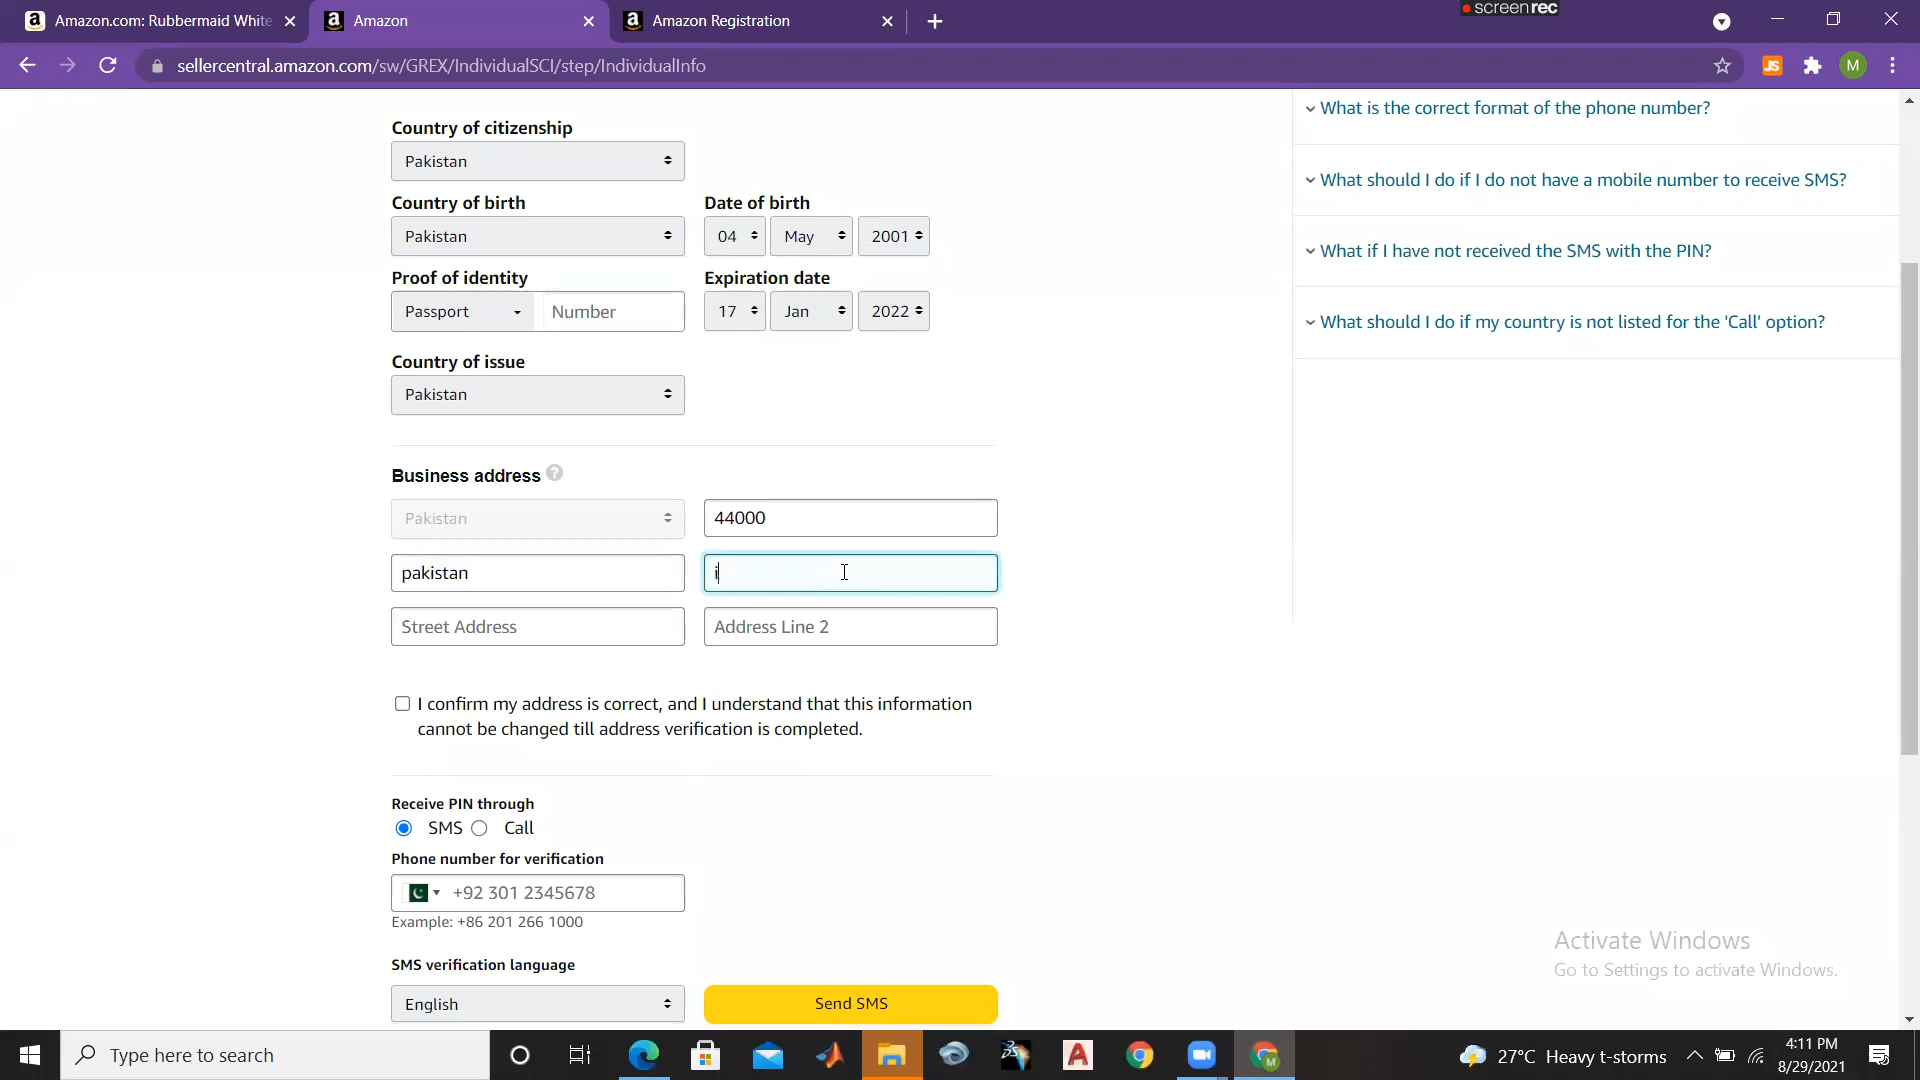 screen rec
Amazon.com: Rubbermaid White
Amazon
Amazon Registration
sellercentral.amazon.com/sw/GREX/IndividualSCI/step/IndividualInfo
JS
M
Country of citizenship
Pakistan
Country of birth
Date of birth
Pakistan
04
May
2001
Proof of identity
Expiration date
Passport
Number
17
Jan
2022
Country of issue
Pakistan
Business address
Pakistan
44000
pakistan
i
Street Address
Address Line 2
I confirm my address is correct, and I understand that this information
cannot be changed till address verification is completed.
Receive PIN through
SMS
Call
Phone number for verification
+92 301 2345678
Example: +86 201 266 1000
SMS verification language
English
Send SMS
What is the correct format of the phone number?
What should I do if I do not have a mobile number to receive SMS?
What if I have not received the SMS with the PIN?
What should I do if my country is not listed for the 'Call' option?
Activate Windows
Go to Settings to activate Windows.
Type here to search
27°C Heavy t-storms
4:11 PM
8/29/2021